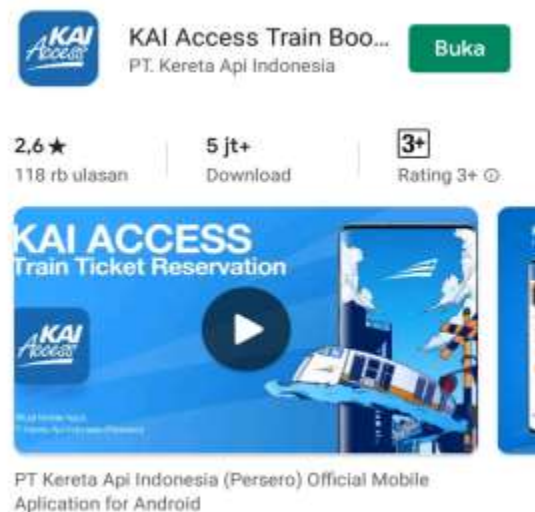 KAI
Access
KAI Access Train Boo...
PT. Kereta Api Indonesia
Buka
2,6★
118 rb ulasan
5 jt+
Download
3+
Rating 3+
KAI ACCESS
Train Ticket Reservation
KAI
Access
PT Kereta Api Indonesia (Persero) Official Mobile
Aplication for Android